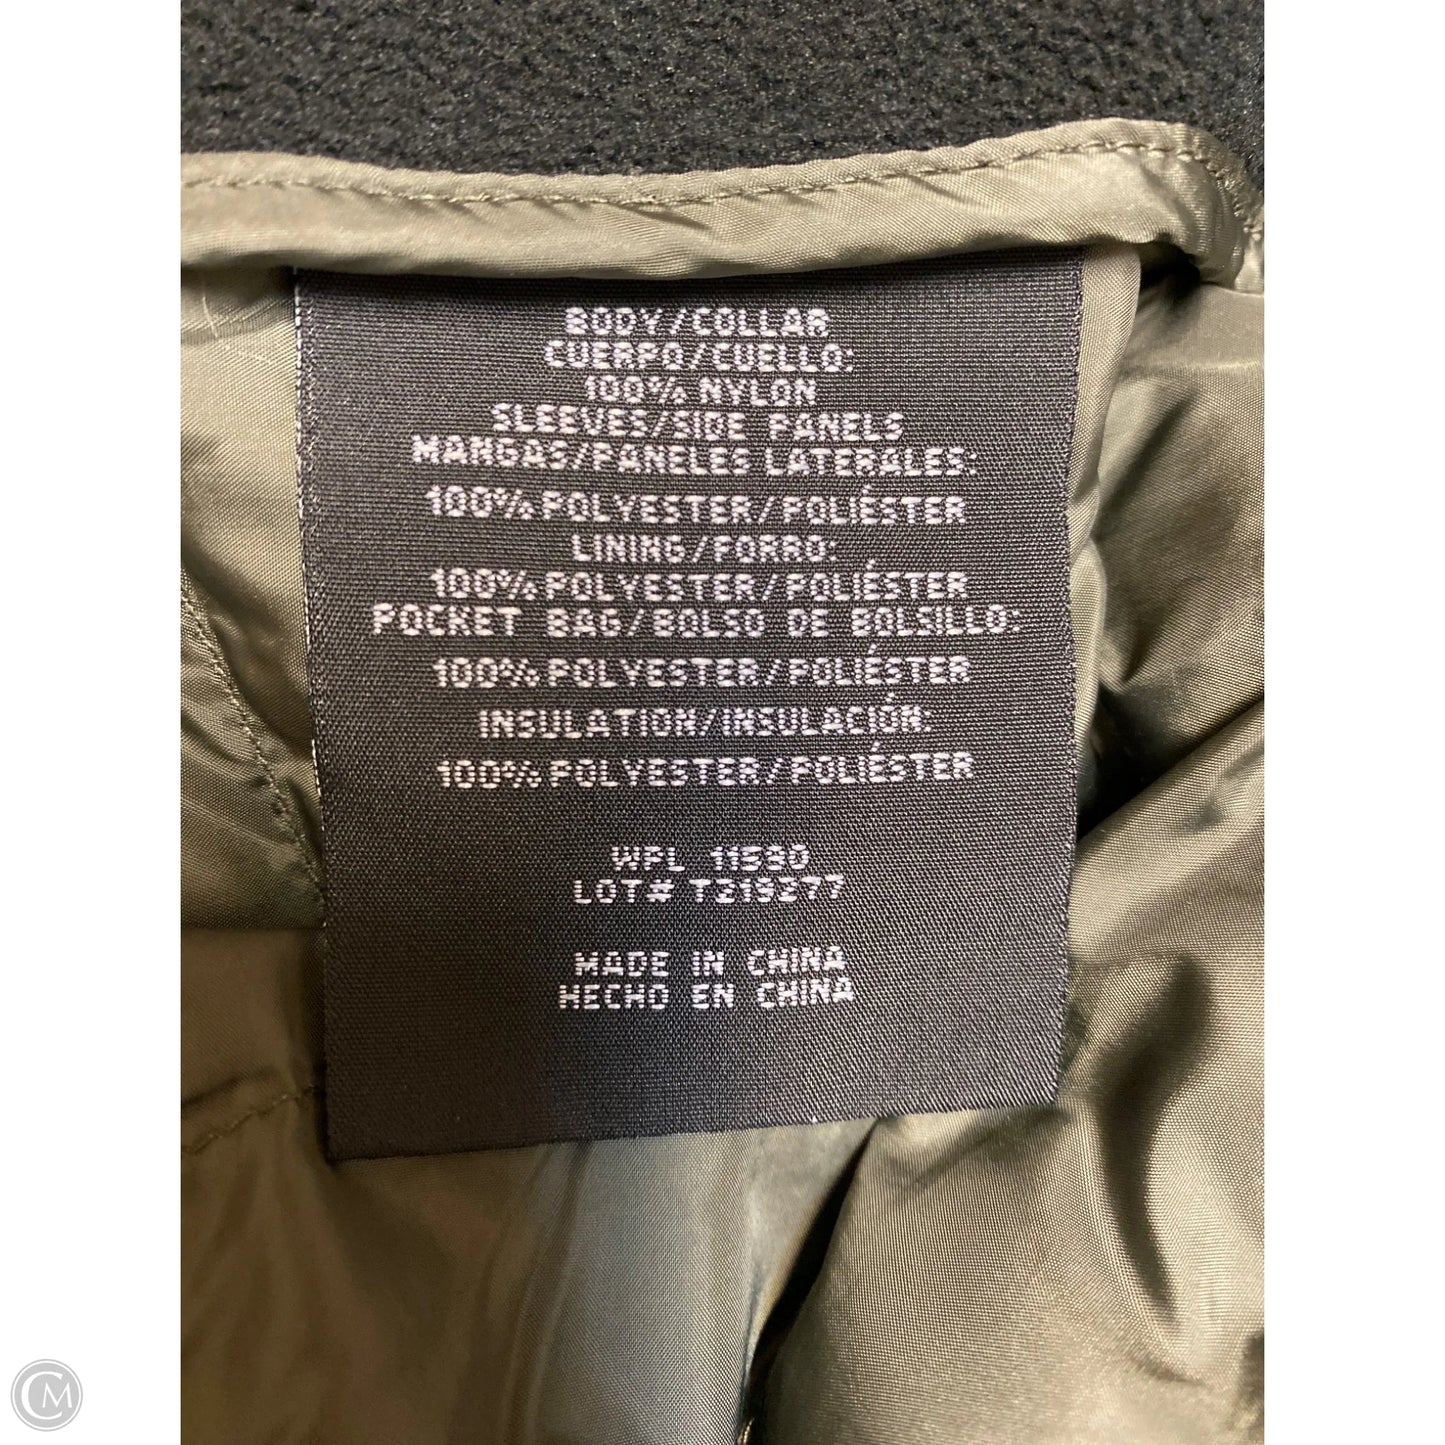 BODY/COLLAR
CUERPO/CUELLO:
100% NYLON
SLEEVES/SIDE PANELS
MANGAS/PANELES LATERALES:
100% POLYESTER/POLIÉSTER
LINING/FORRO:
100% POLYESTER/POLIÉSTER
POCKET BAG/BOLSO DE BOLSILLO:
100% POLYESTER/POLIÉSTER
INSULATION/INSULACIÓN:
100% POLYESTER/POLIÉSTER
WPL 11590
LOT# T219277
MADE IN CHINA
HECHO EN CHINA
CM